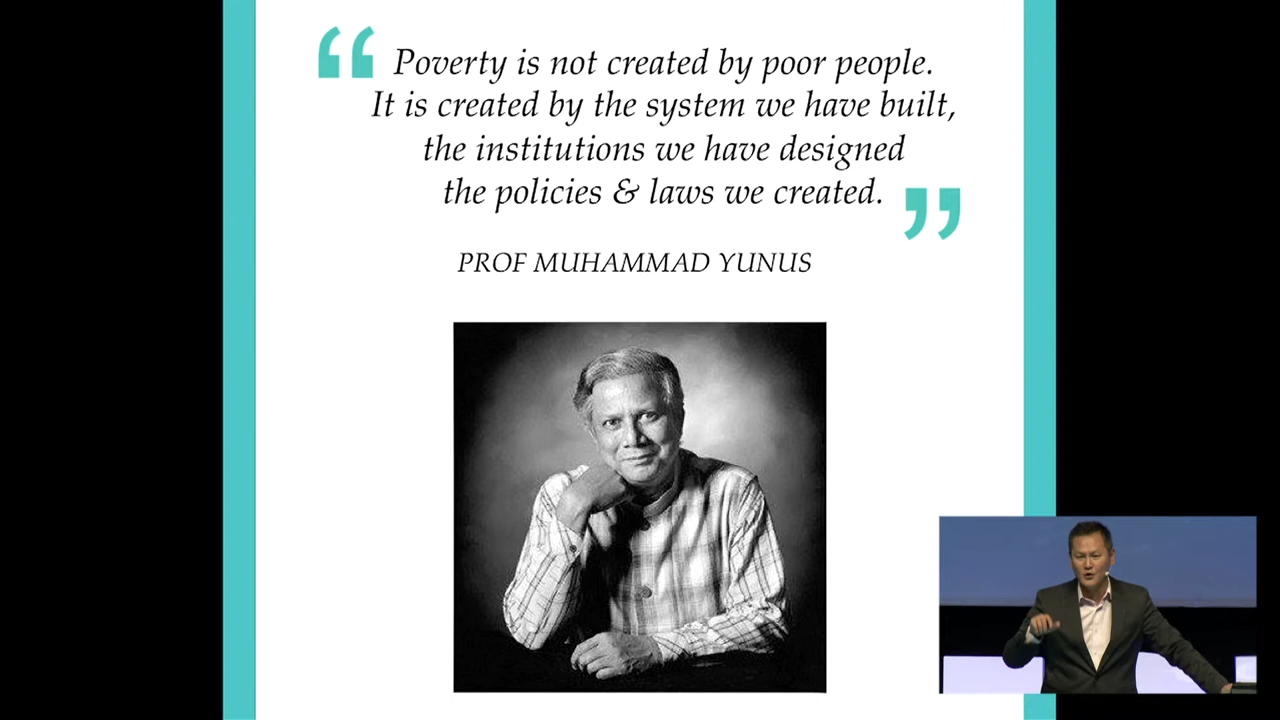 “ Poverty is not created by poor people.
It is created by the system we have built,
the institutions we have designed
the policies & laws we created. ”
PROF MUHAMMAD YUNUS